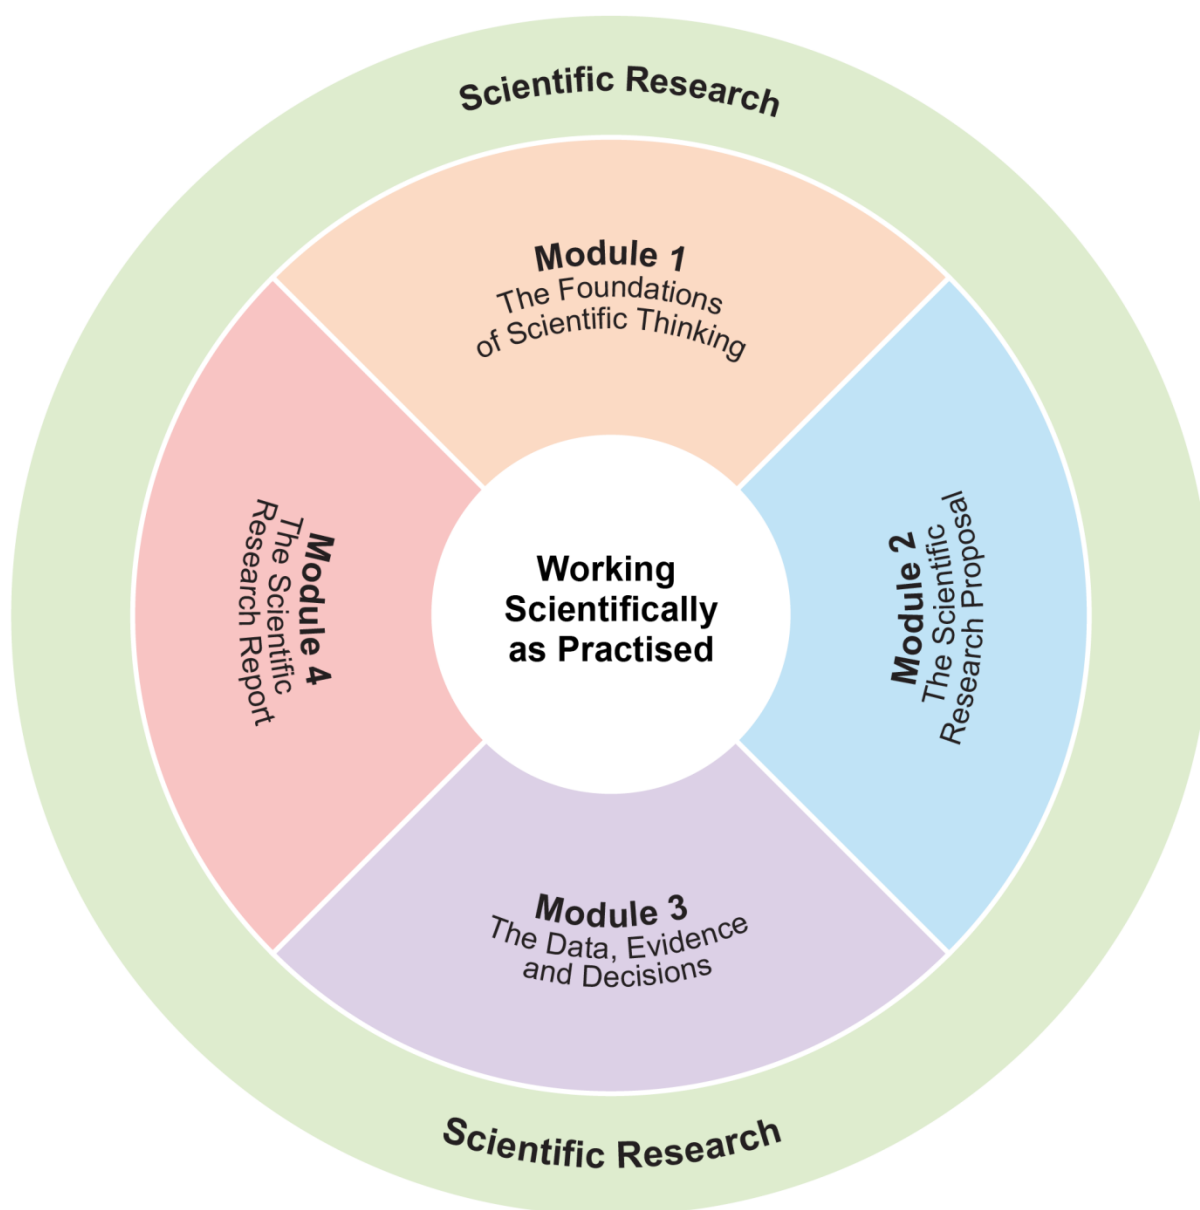 Scientific Research
Module 1
The Foundations
of Scientific Thinking
Module 2
The Scientific
Research Proposal
Working
Scientifically
as Practised
Module 4
The Scientific
Research Report
Module 3
The Data, Evidence
and Decisions
Scientific Research